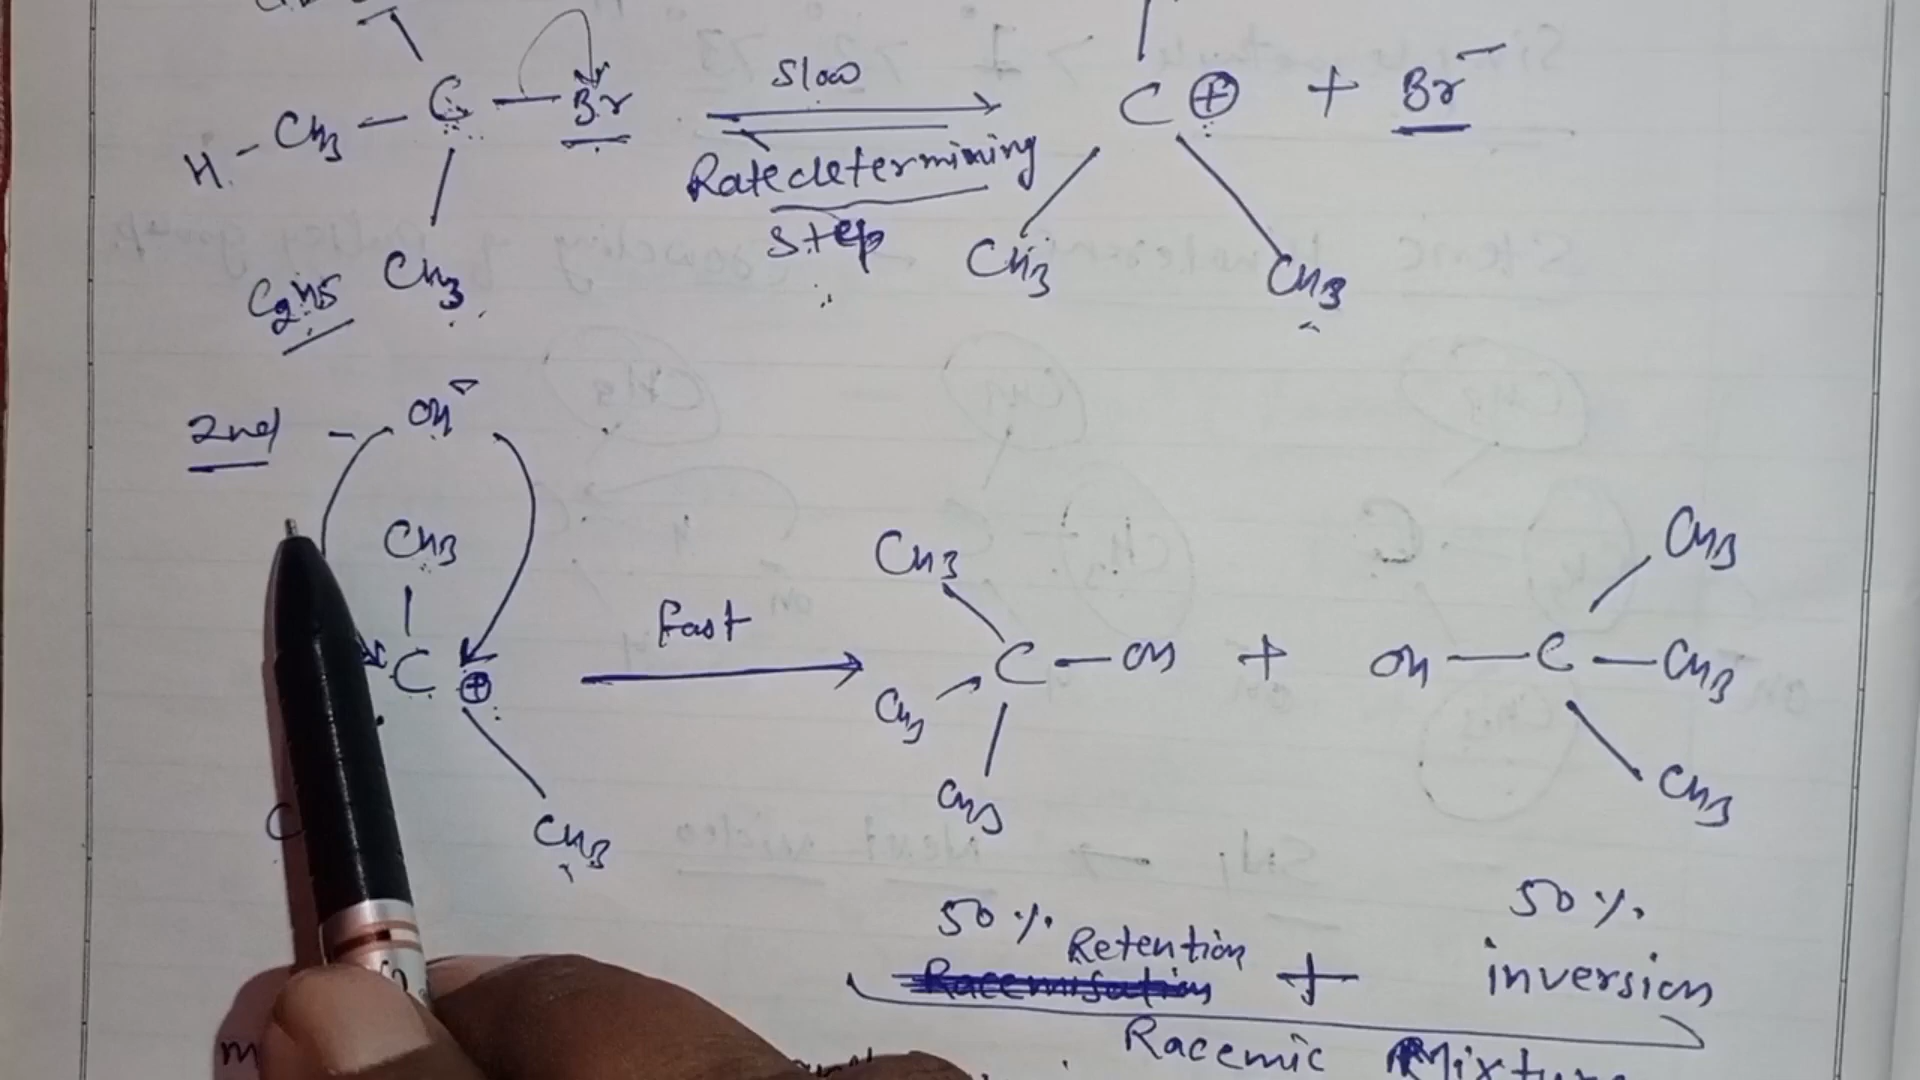 Slow
C — Br ⇌ C ⊕ + Br⁻
H - CH3
Rate determining
Step
CH3 CH3
C2H5 CH3
2nd - OH⁻
CH3
C ⊕
CH3
Fast
CH3
CH3 C — OH + OH — C — CH3
CH3
CH3
CH3
50 % Retention + 50 % inversion
Racemic Mixture